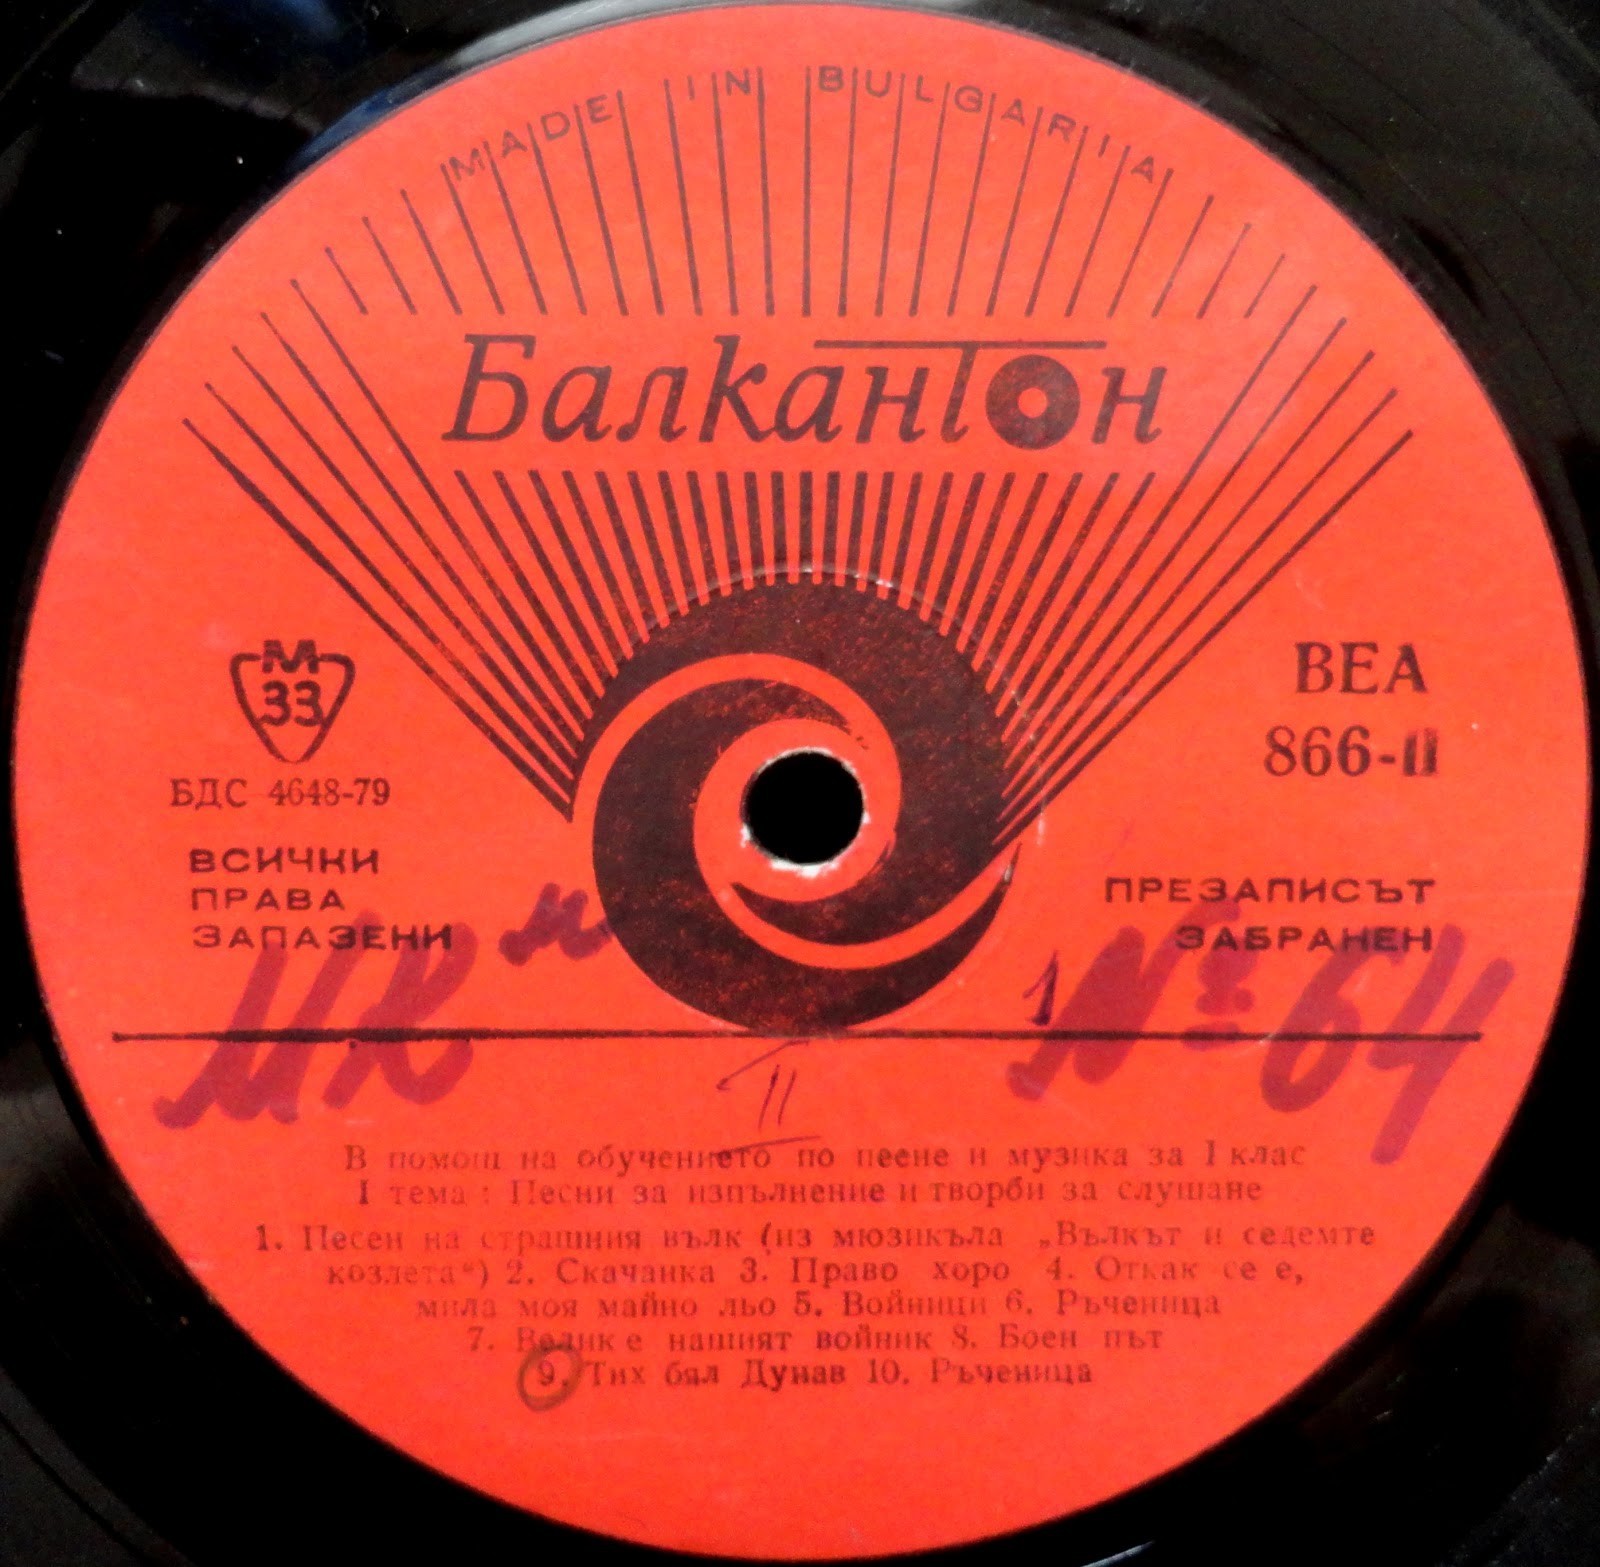 MADE IN BULGARIA
Балкантон
М
33
БДС 4648-79
ВЕА
866-II
ВСИЧКИ
ПРАВА
ЗАПАЗЕНИ
ПРЕЗАПИСЪТ
ЗАБРАНЕН
1 № 64
II
В помощ на обучението по пеене и музика за I клас
I тема : Песни за изпълнение и творби за слушане
1. Песен на страшния вълк (из мюзикъла „Вълкът и седемте
козлета“) 2. Скачанка 3. Право хоро 4. Откак се е,
мила моя майно льо 5. Войници 6. Ръченица
7. Велик е нашият войник 8. Боен път
9. Тих бял Дунав 10. Ръченица